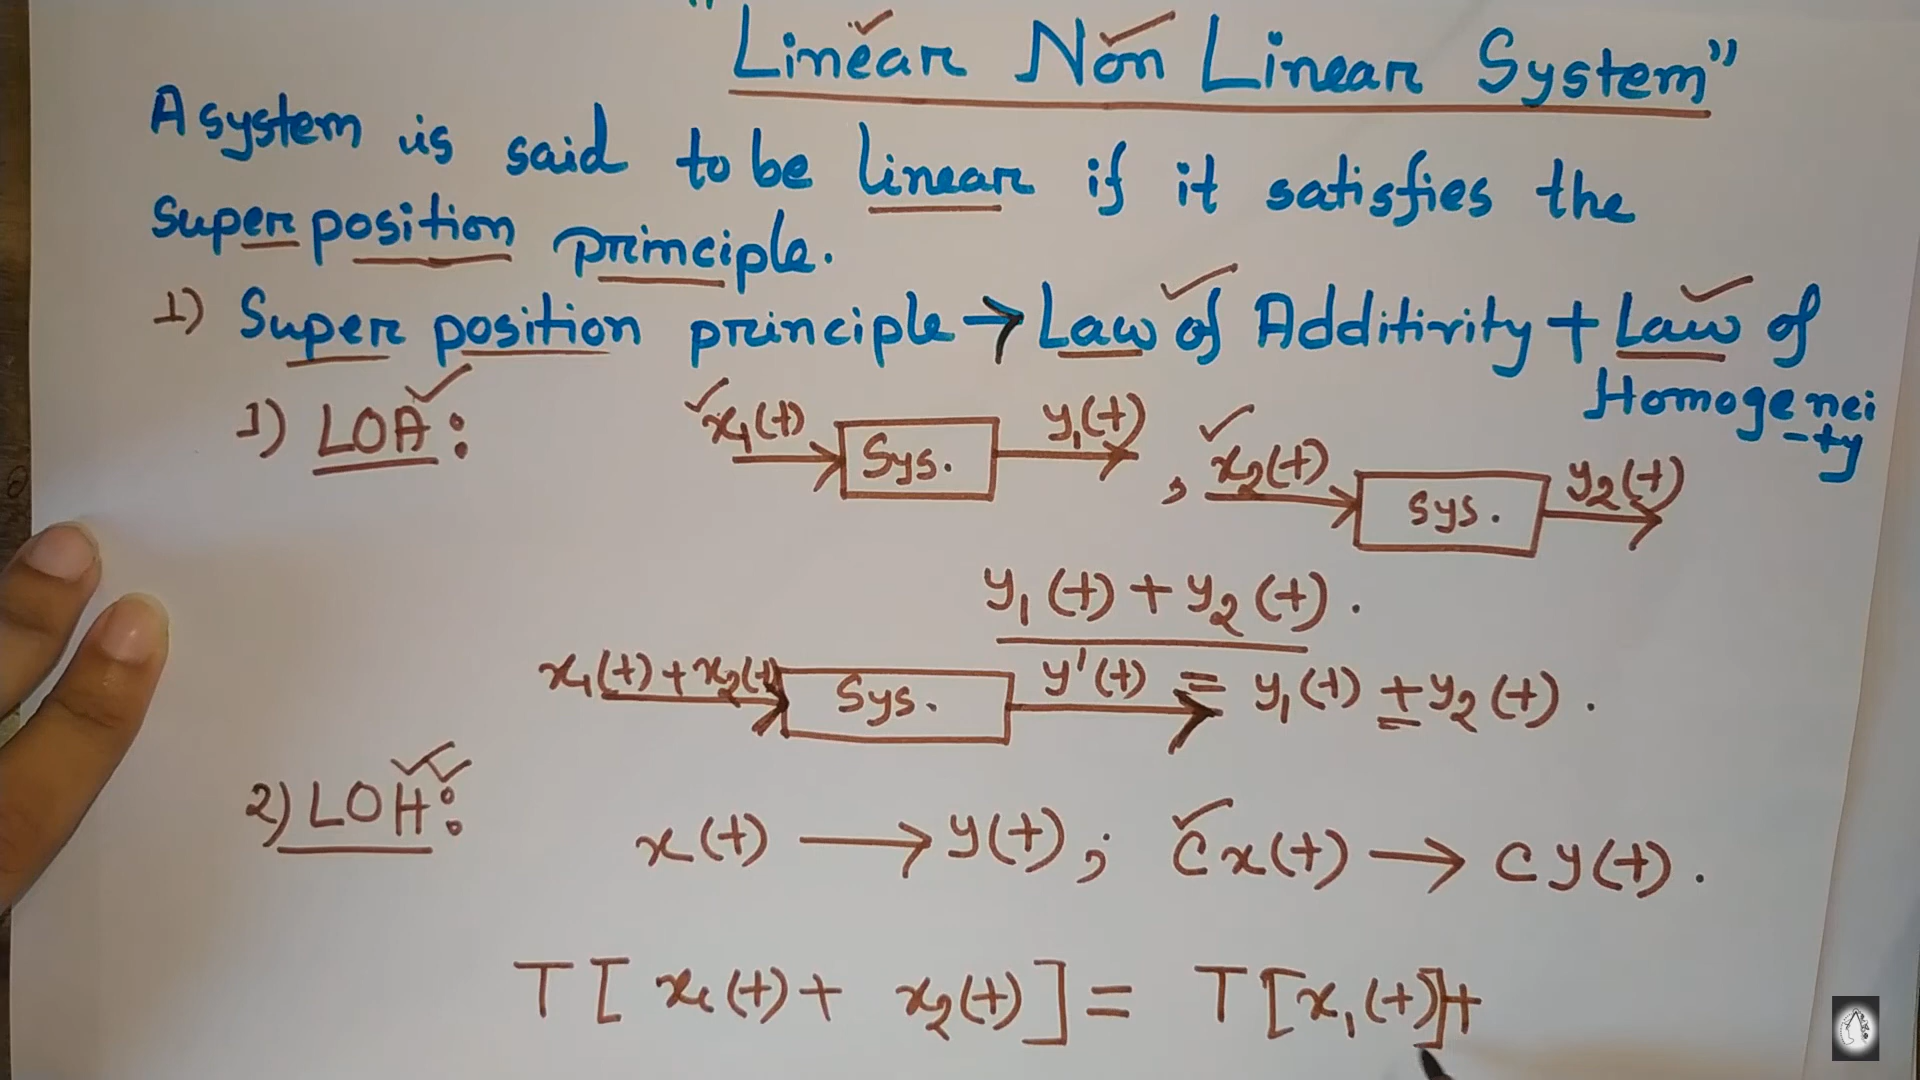 "Linear Non Linear System"
A system is said to be linear if it satisfies the
Super position principle.
1) Super position principle → Law of Additivity + Law of
Homogenei
-ty
1) LOA: x₁(t) → Sys. → y₁(t) , x₂(t) → Sys. → y₂(t)
y₁(t) + y₂(t).
x₁(t) + x₂(t) → Sys. → y'(t) = y₁(t) + y₂(t).
2) LOH: x(t) → y(t); C x(t) → C y(t).
T[ x₁(t) + x₂(t) ] = T[x₁(t)] +